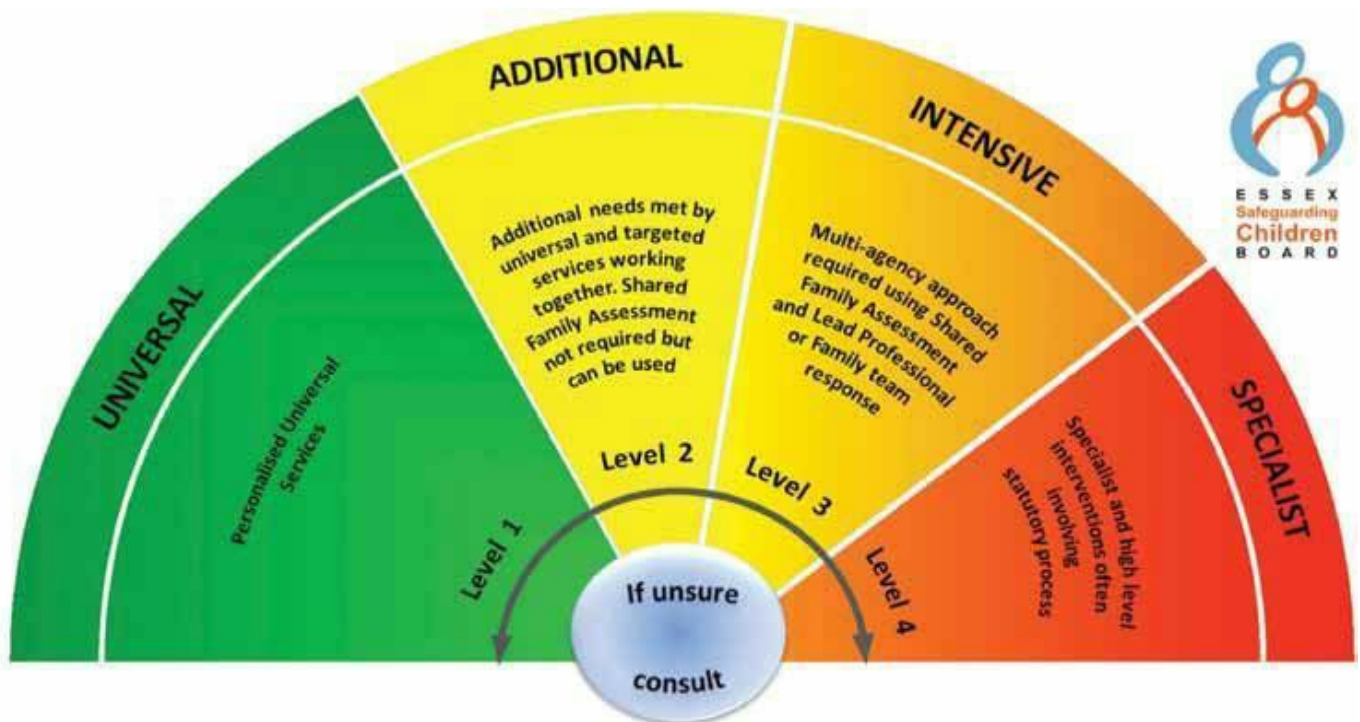 UNIVERSAL
Personalised Universal
Services
Level 1
ADDITIONAL
Additional needs met by
universal and targeted
services working
together. Shared
Family Assessment
not required but
can be used
Level 2
INTENSIVE
Multi-agency approach
required using Shared
Family Assessment
and Lead Professional
or Family team
response
Level 3
SPECIALIST
Specialist and high level
interventions often
involving
statutory process
Level 4
If unsure
consult
ESSEX
Safeguarding
Children
BOARD